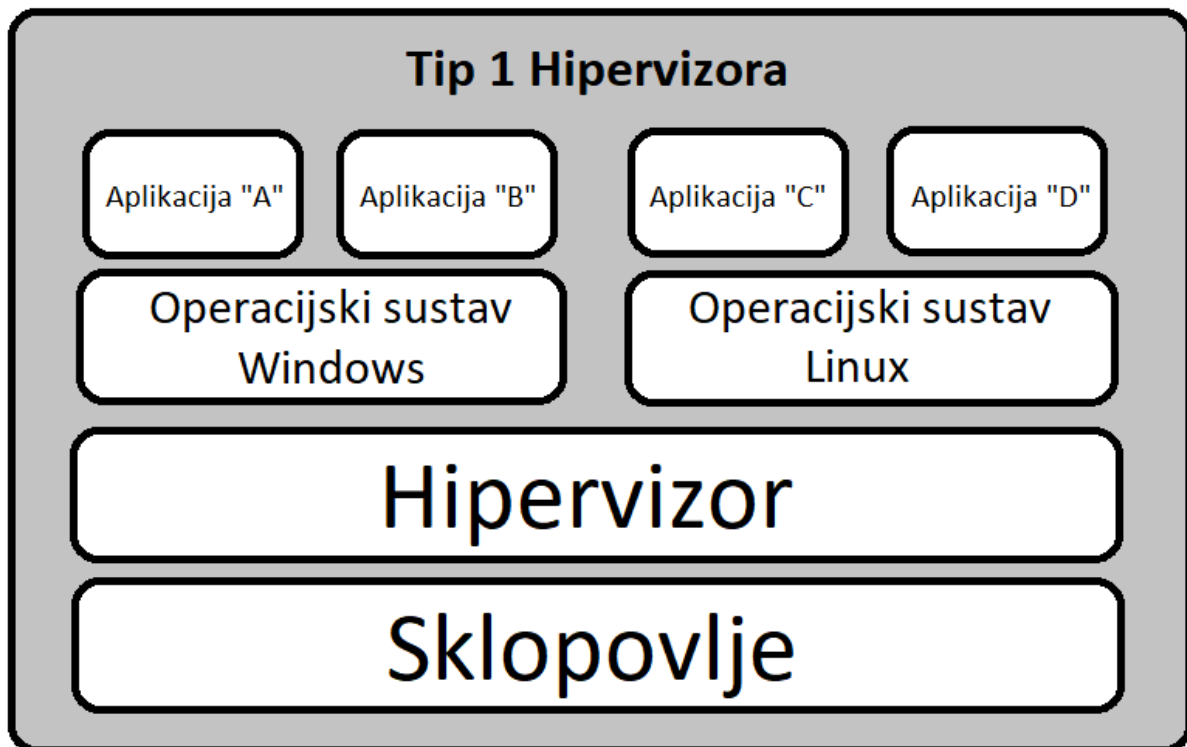 Tip 1 Hipervizora
Aplikacija "A"
Aplikacija "B"
Aplikacija "C"
Aplikacija "D"
Operacijski sustav
Windows
Operacijski sustav
Linux
Hipervizor
Sklopovlje